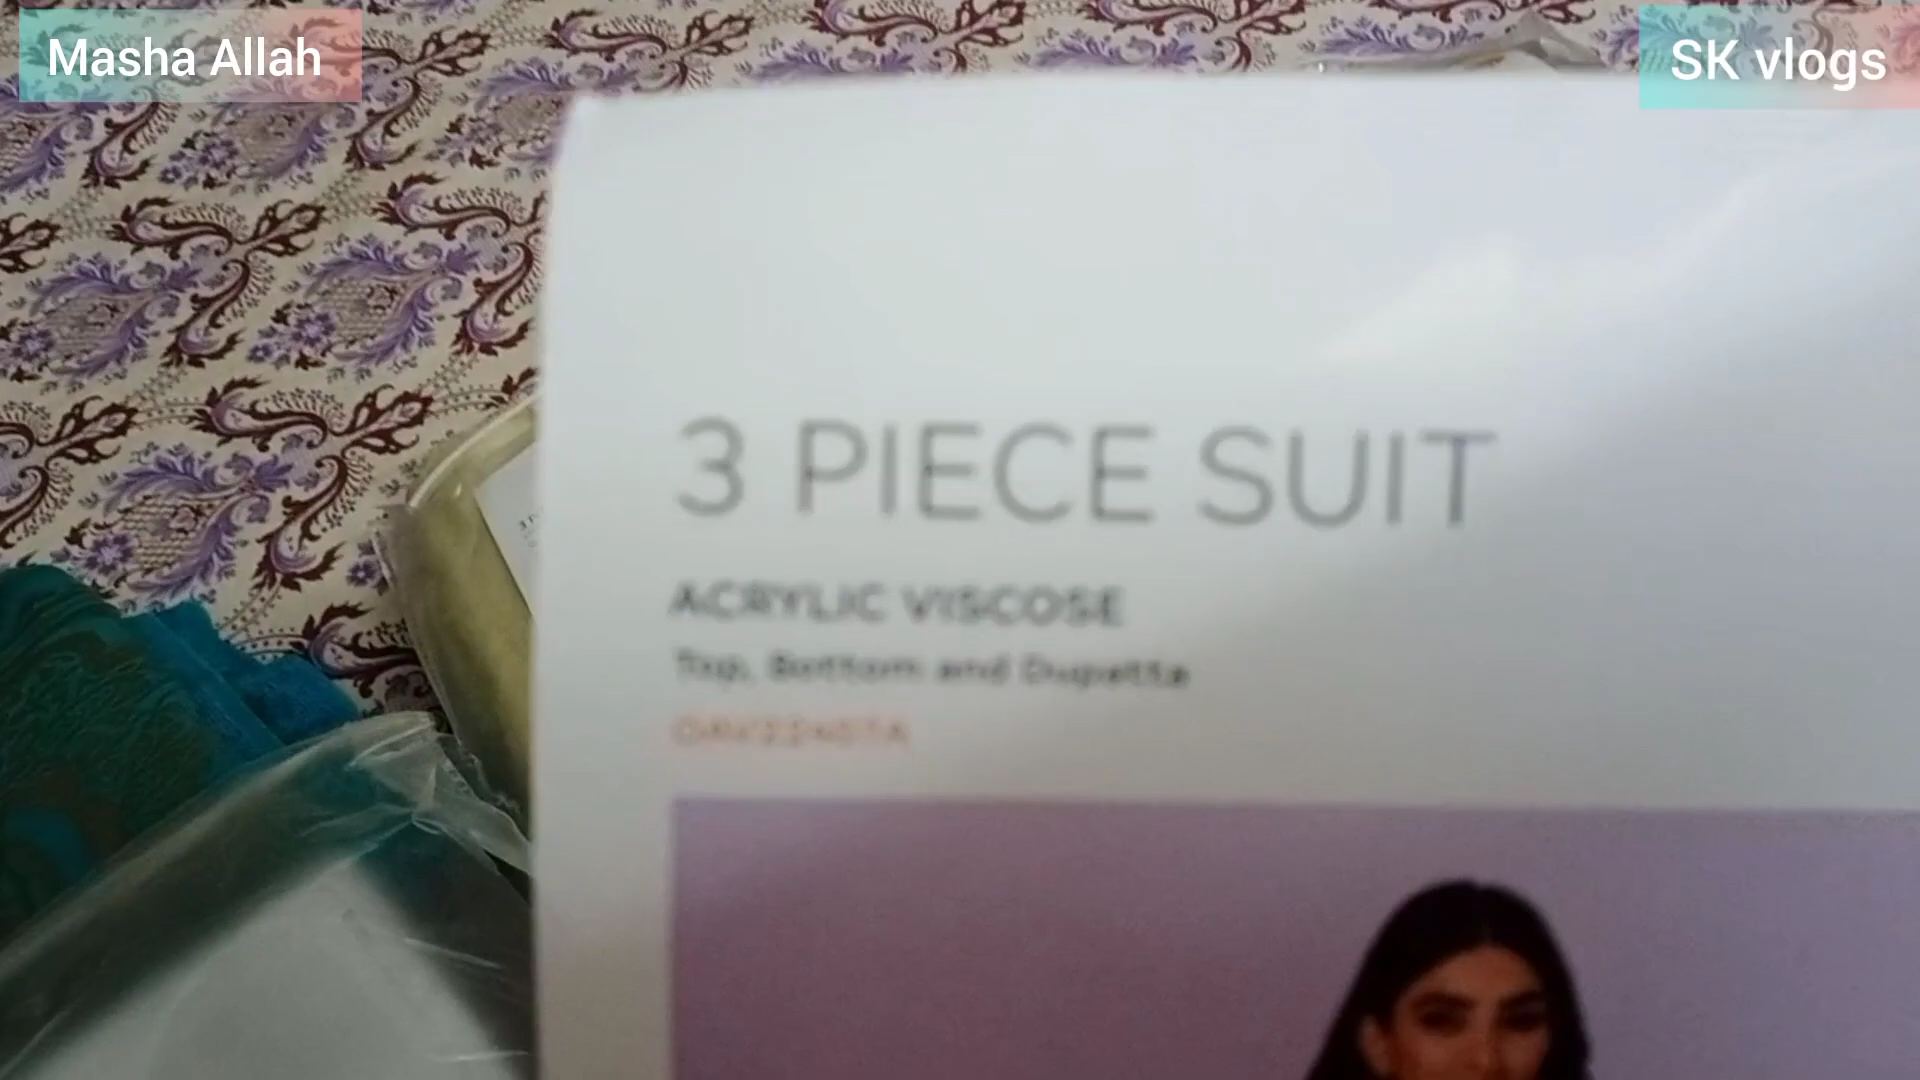 Masha Allah
SK vlogs
3 PIECE SUIT
ACRYLIC VISCOSE
Top, Bottom and Dupatta